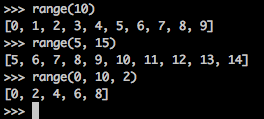 >>> range(10)
[0, 1, 2, 3, 4, 5, 6, 7, 8, 9]
>>> range(5, 15)
[5, 6, 7, 8, 9, 10, 11, 12, 13, 14]
>>> range(0, 10, 2)
[0, 2, 4, 6, 8]
>>>